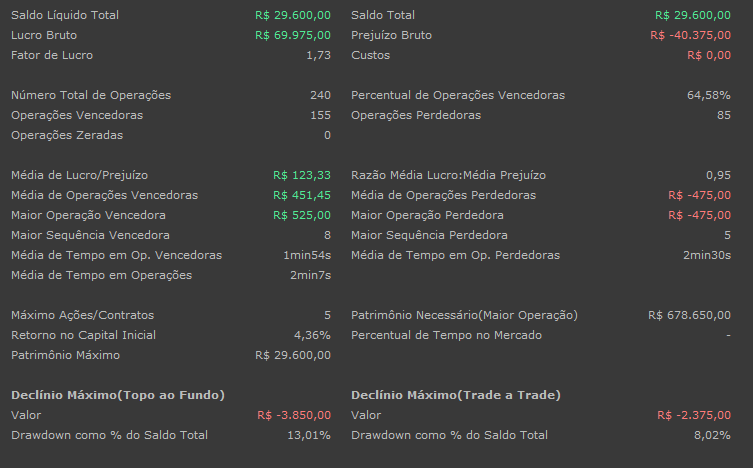 Saldo Líquido Total R$ 29.600,00 Saldo Total R$ 29.600,00
Lucro Bruto R$ 69.975,00 Prejuízo Bruto R$ -40.375,00
Fator de Lucro 1,73 Custos R$ 0,00
Número Total de Operações 240 Percentual de Operações Vencedoras 64,58%
Operações Vencedoras 155 Operações Perdedoras 85
Operações Zeradas 0
Média de Lucro/Prejuízo R$ 123,33 Razão Média Lucro:Média Prejuízo 0,95
Média de Operações Vencedoras R$ 451,45 Média de Operações Perdedoras R$ -475,00
Maior Operação Vencedora R$ 525,00 Maior Operação Perdedora R$ -475,00
Maior Sequência Vencedora 8 Maior Sequência Perdedora 5
Média de Tempo em Op. Vencedoras 1min54s Média de Tempo em Op. Perdedoras 2min30s
Média de Tempo em Operações 2min7s
Máximo Ações/Contratos 5 Patrimônio Necessário(Maior Operação) R$ 678.650,00
Retorno no Capital Inicial 4,36% Percentual de Tempo no Mercado -
Patrimônio Máximo R$ 29.600,00
Declínio Máximo(Topo ao Fundo) Declínio Máximo(Trade a Trade)
Valor R$ -3.850,00 Valor R$ -2.375,00
Drawdown como % do Saldo Total 13,01% Drawdown como % do Saldo Total 8,02%